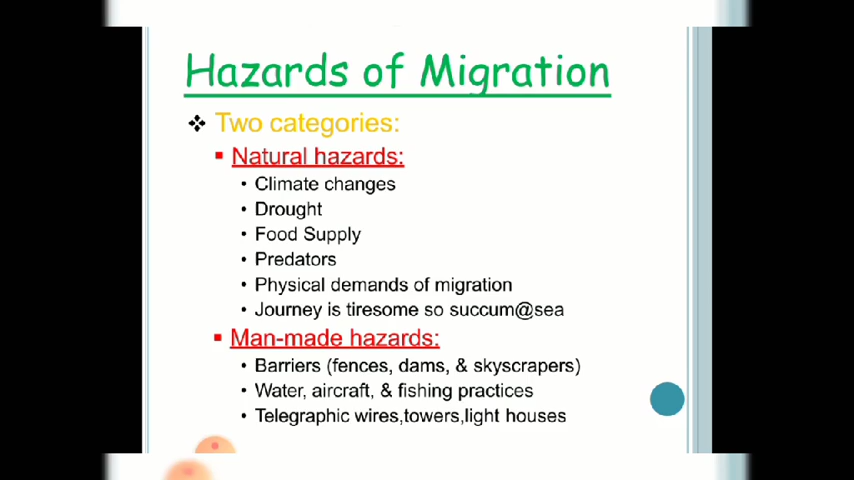 Hazards of Migration
❖ Two categories:
▪ Natural hazards:
• Climate changes
• Drought
• Food Supply
• Predators
• Physical demands of migration
• Journey is tiresome so succum@sea
▪ Man-made hazards:
• Barriers (fences, dams, & skyscrapers)
• Water, aircraft, & fishing practices
• Telegraphic wires,towers,light houses